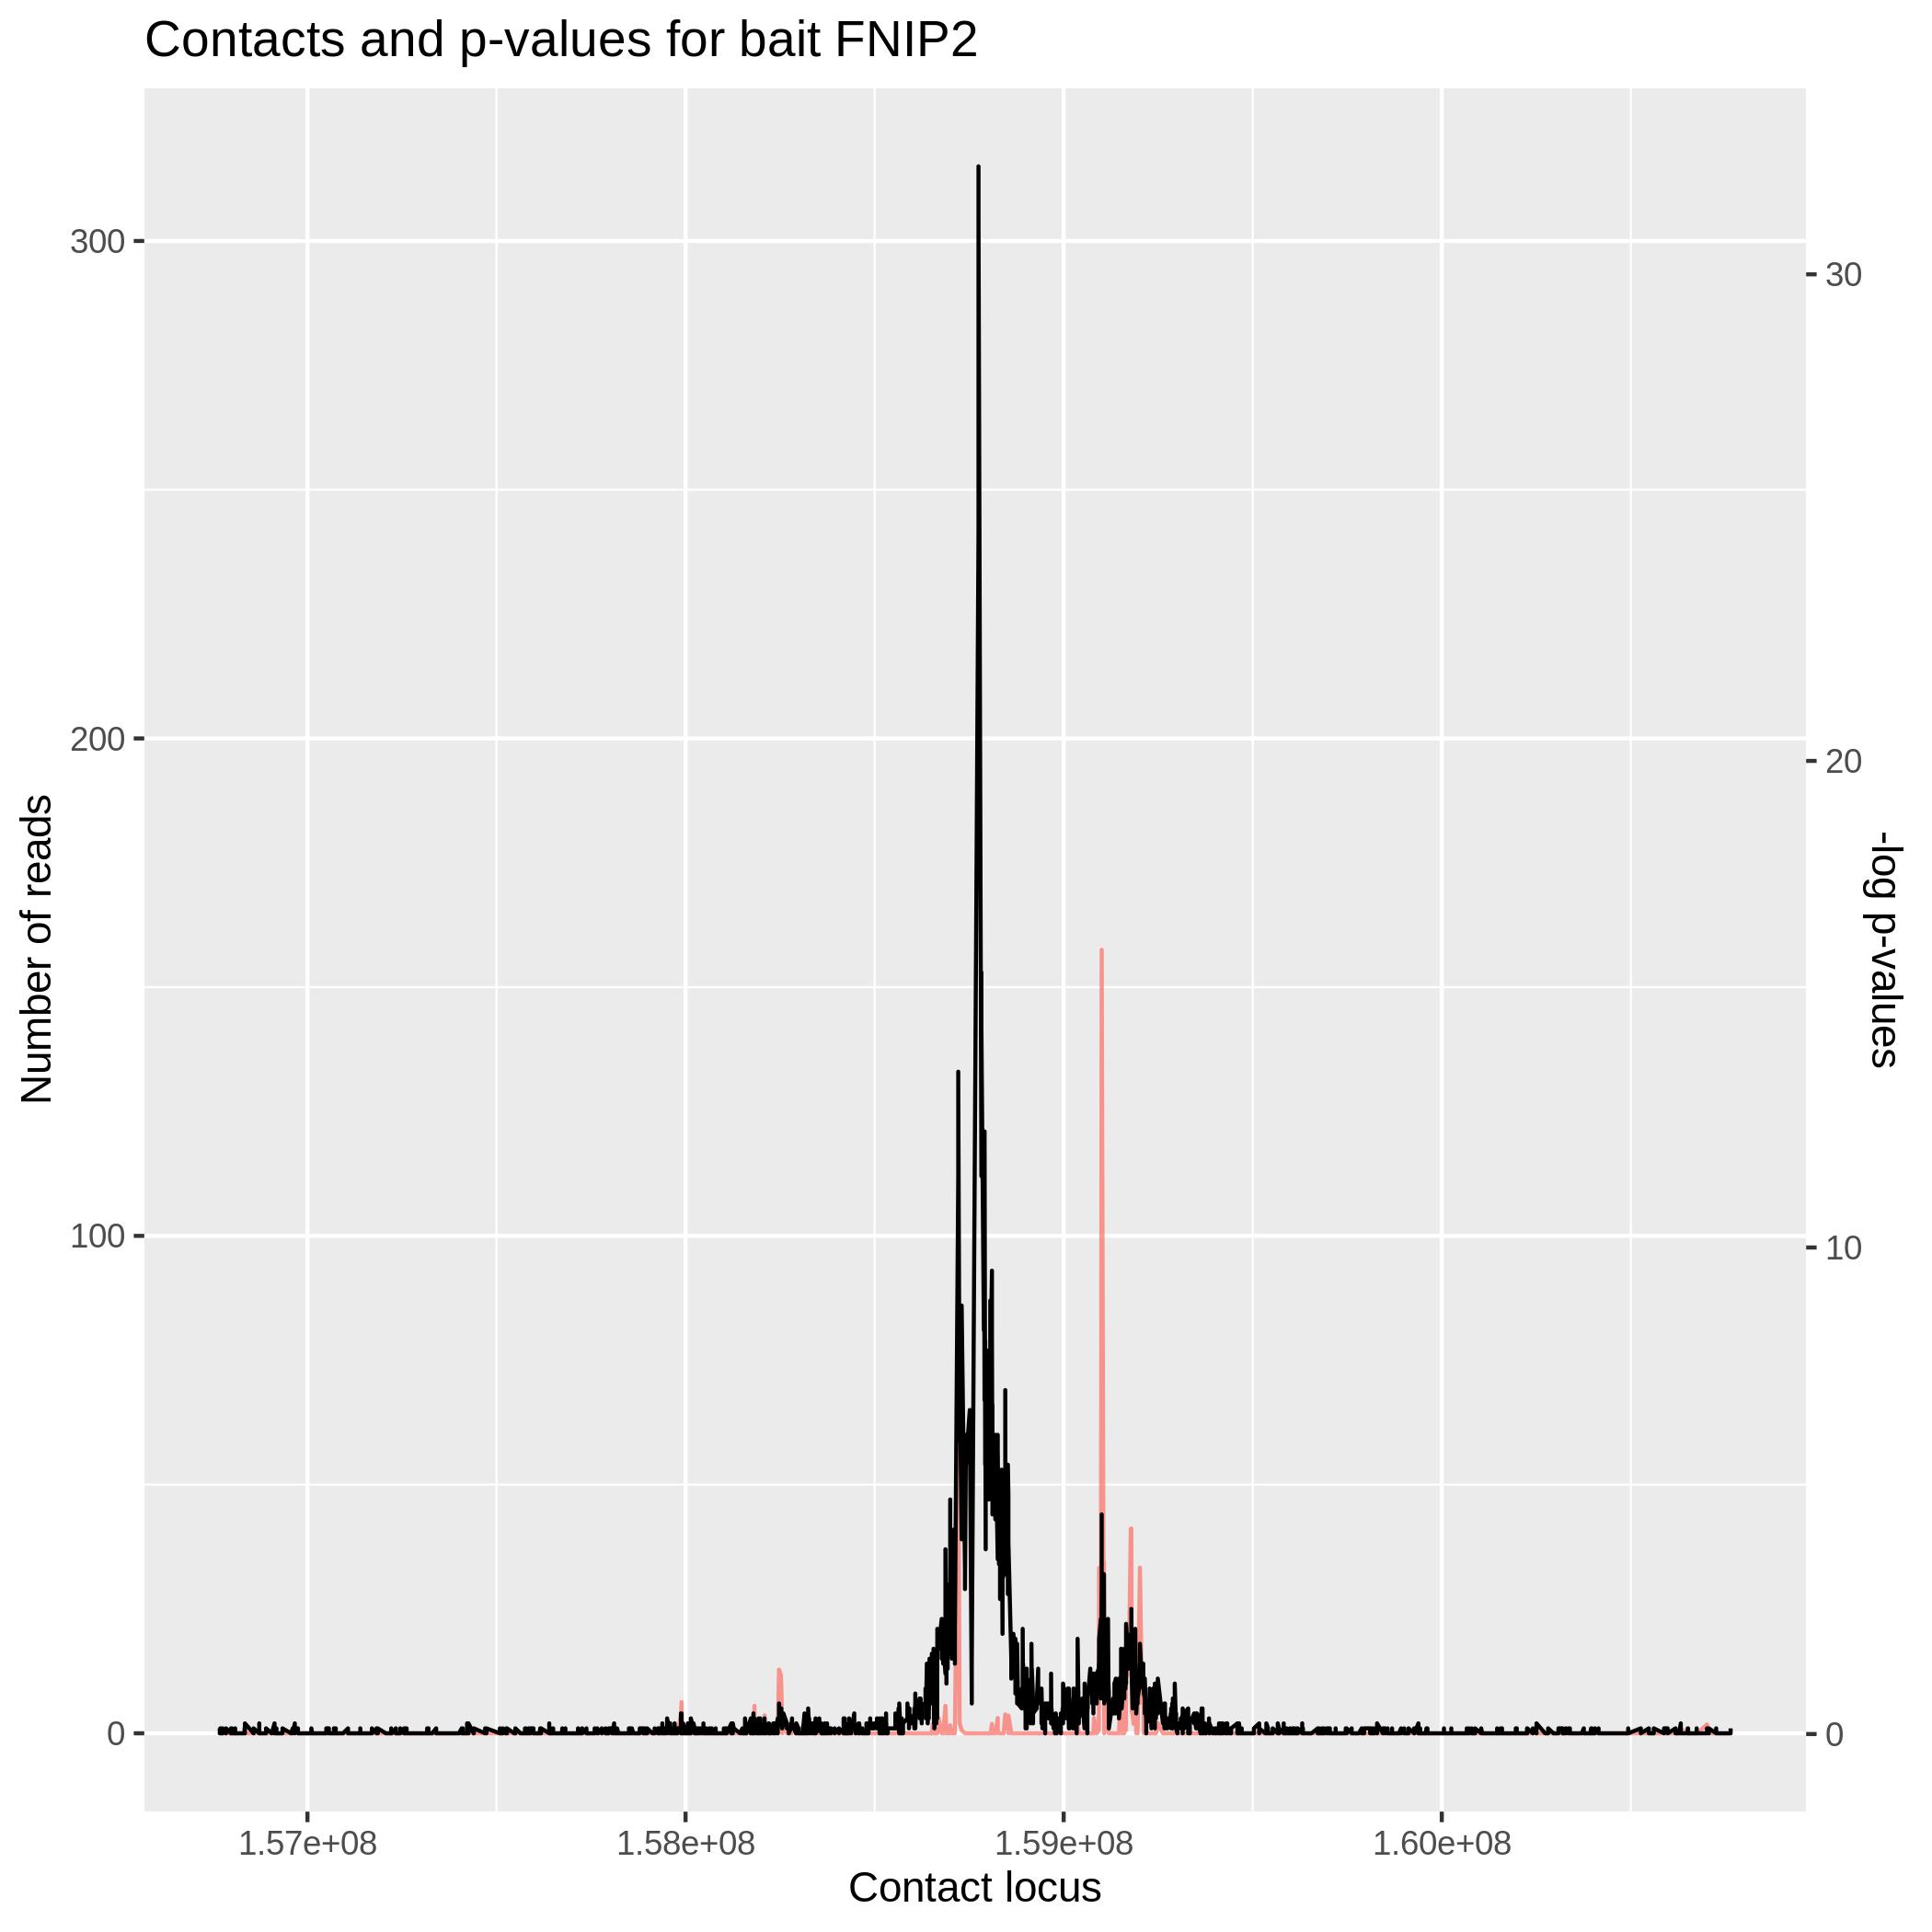 Contacts and p-values for bait FNIP2
300
200
100
0
Number of reads
30
20
10
0
-log p-values
1.57e+08
1.58e+08
1.59e+08
1.60e+08
Contact locus